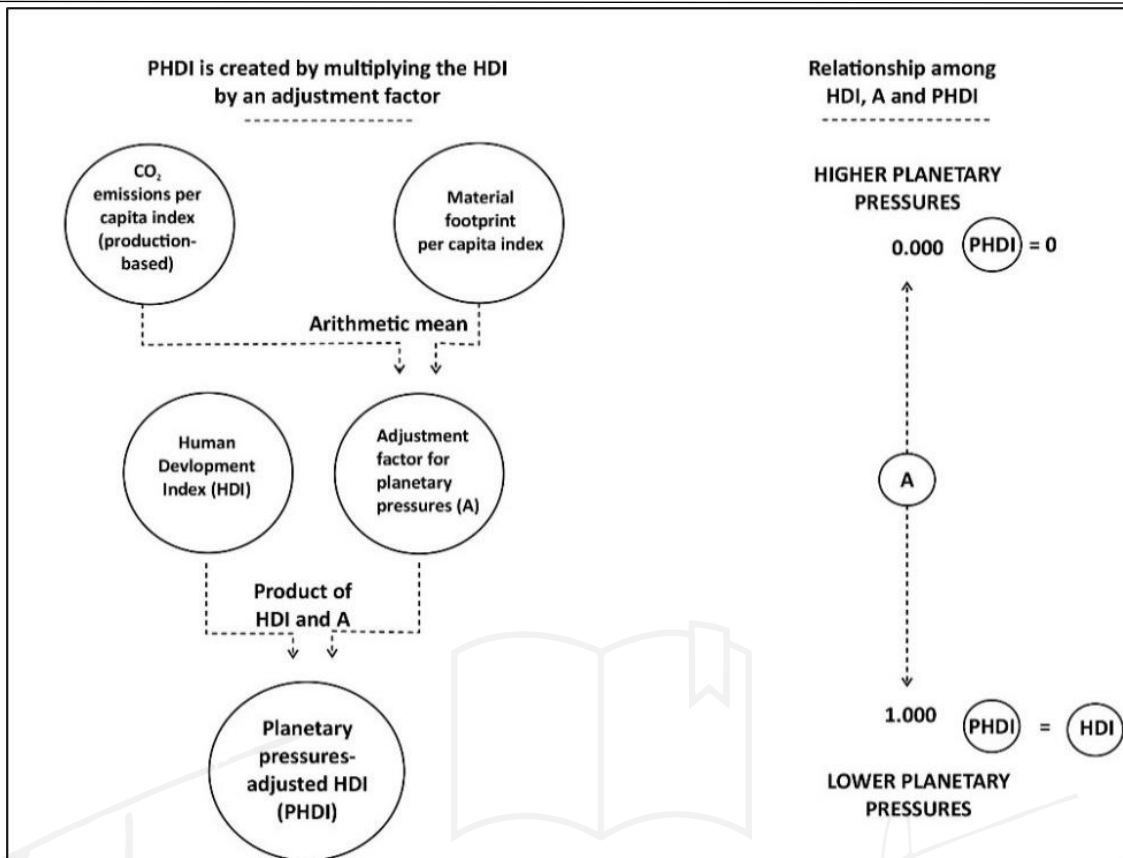 PHDI is created by multiplying the HDI
by an adjustment factor
CO₂
emissions per
capita index
(production-
based)
Material
footprint
per capita index
Arithmetic mean
Human
Devlopment
Index (HDI)
Adjustment
factor for
planetary
pressures (A)
Product of
HDI and A
Planetary
pressures-
adjusted HDI
(PHDI)
Relationship among
HDI, A and PHDI
HIGHER PLANETARY
PRESSURES
0.000 PHDI = 0
A
1.000 PHDI = HDI
LOWER PLANETARY
PRESSURES